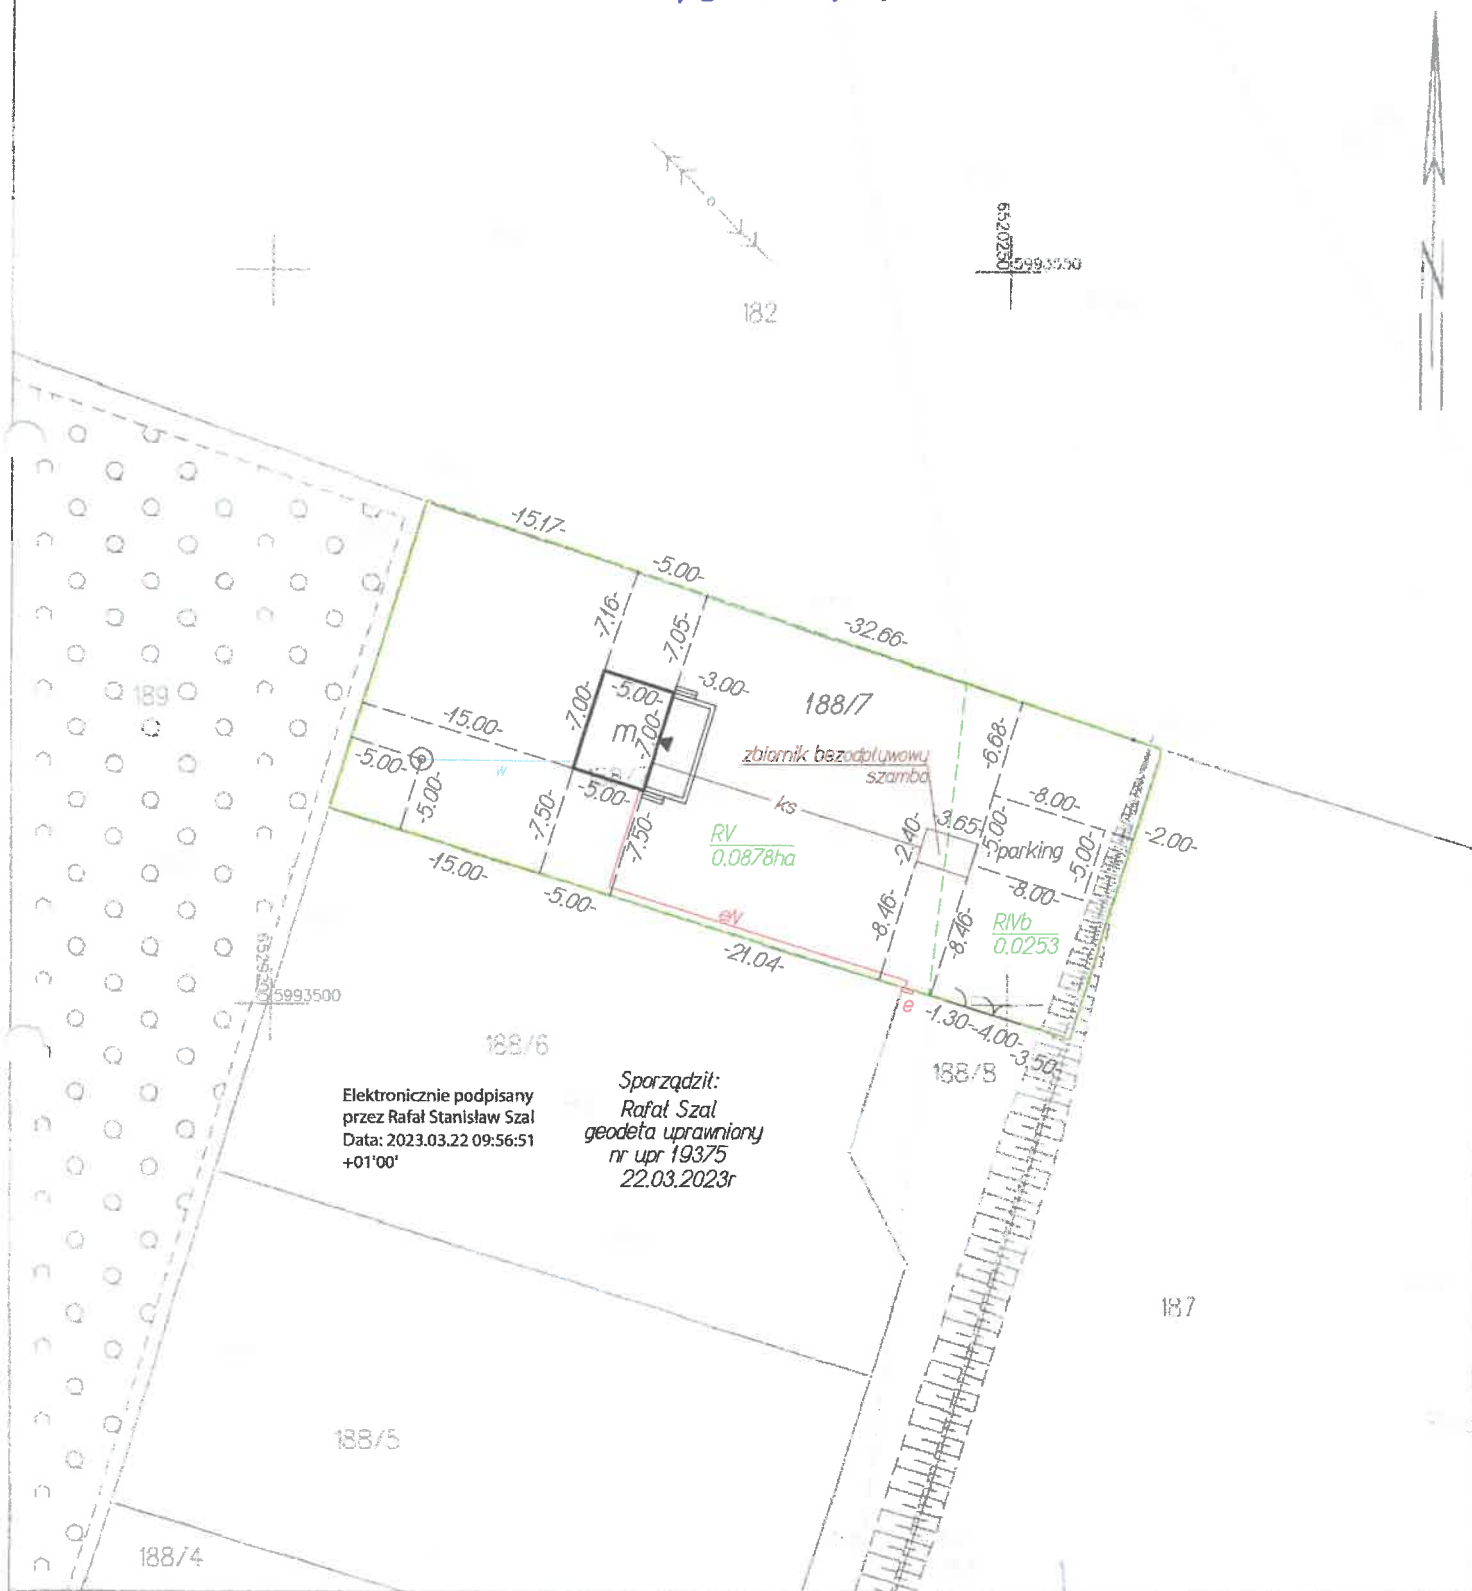 6520250
5993550
182
-15.17-
-5.00-
-32.66-
-7.16-
-7.05-
189
-5.00-
-3.00-
188/7
-7.00-
m
-7.00-
-6.68-
-15.00-
zbiornik bezodpływowy
szambo
-5.00-
w
-5.00-
-5.00-
ks
-8.00-
-2.00-
-7.50-
-7.50-
RV
0.0878ha
-2.40-
3.65-
-5.00-
parking
-5.00-
-15.00-
-5.00-
-8.00-
eN
-8.46-
-8.46-
RIVb
0.0253
-21.04-
5993500
e
-1.30-
-4.00-
-3.50-
188/6
188/8
Elektronicznie podpisany
przez Rafał Stanisław Szal
Data: 2023.03.22 09:56:51
+01'00'
Sporządził:
Rafał Szal
geodeta uprawniony
nr upr 19375
22.03.2023r
187
188/5
188/4